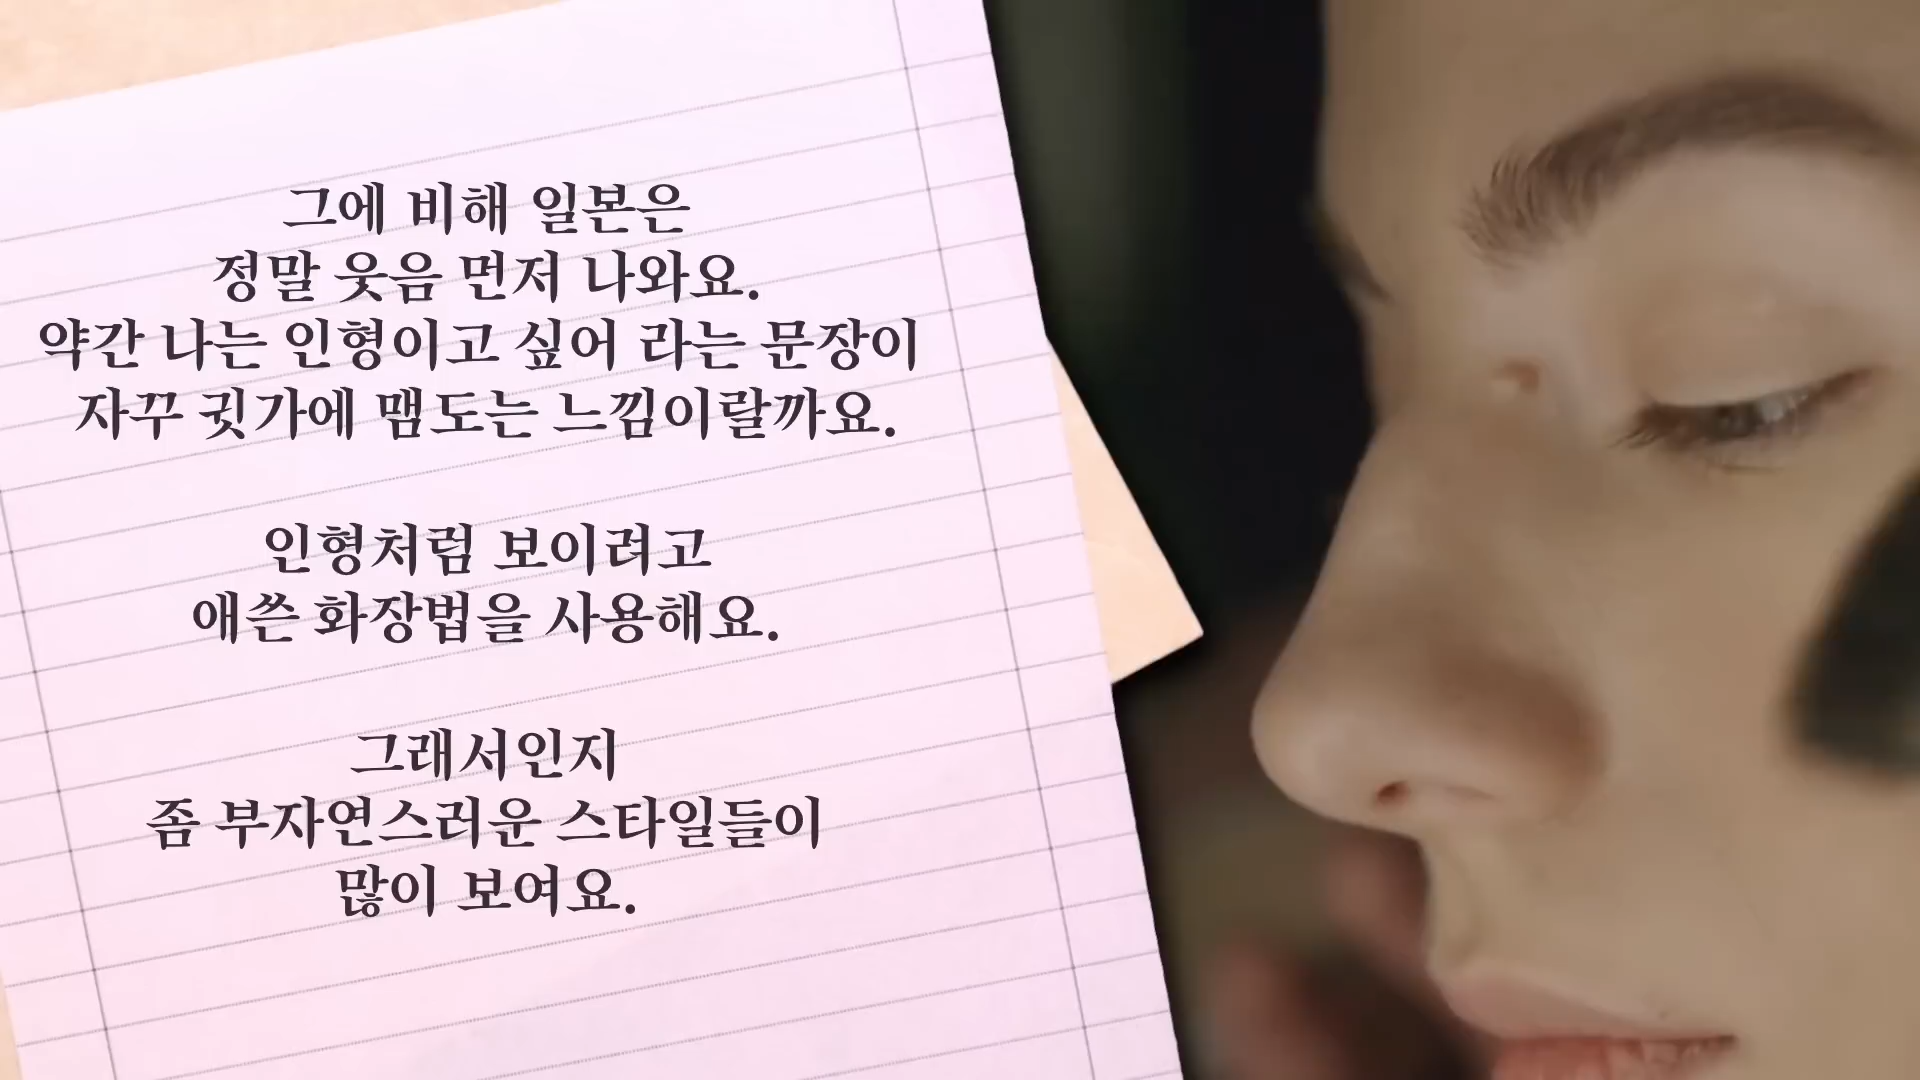 그에 비해 일본은
정말 웃음 먼저 나와요.
약간 나는 인형이고 싶어 라는 문장이
자꾸 귓가에 맴도는 느낌이랄까요.
인형처럼 보이려고
애쓴 화장법을 사용해요.
그래서인지
좀 부자연스러운 스타일들이
많이 보여요.